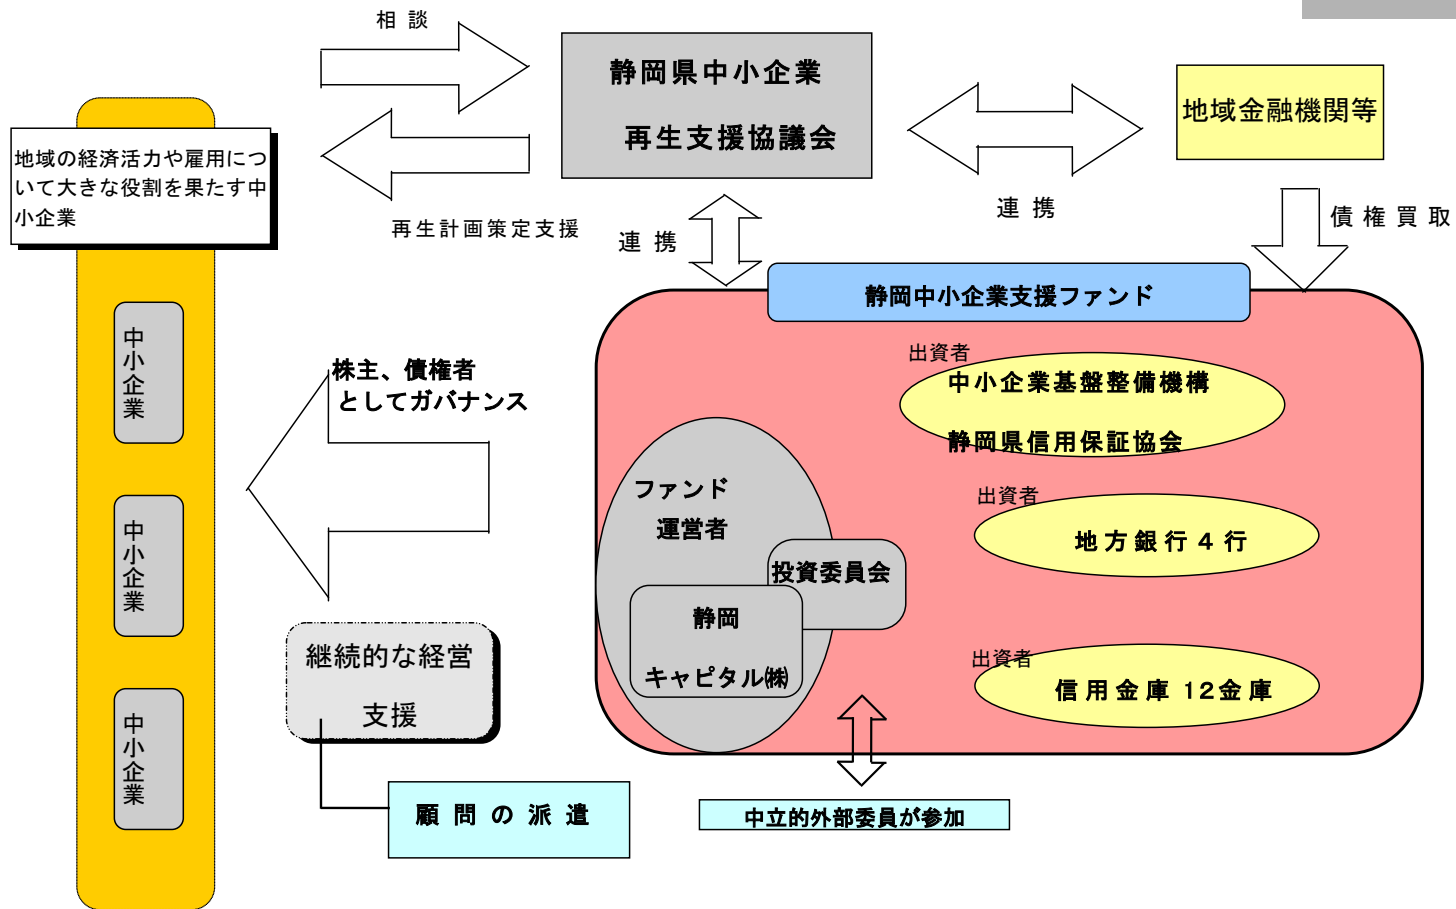 相 談
静岡県中小企業
再生支援協議会
地域金融機関等
地域の経済活力や雇用につ
いて大きな役割を果たす中
小企業
再生計画策定支援
連 携
連 携
債 権 買 取
静岡中小企業支援ファンド
出資者
中小企業基盤整備機構
静岡県信用保証協会
出資者
地方銀行４行
出資者
信用金庫 12金庫
ファンド
運営者
投資委員会
静岡
キャピタル㈱
株主、債権者
としてガバナンス
中小企業
中小企業
中小企業
継続的な経営
支援
顧 問 の 派 遣
中立的外部委員が参加